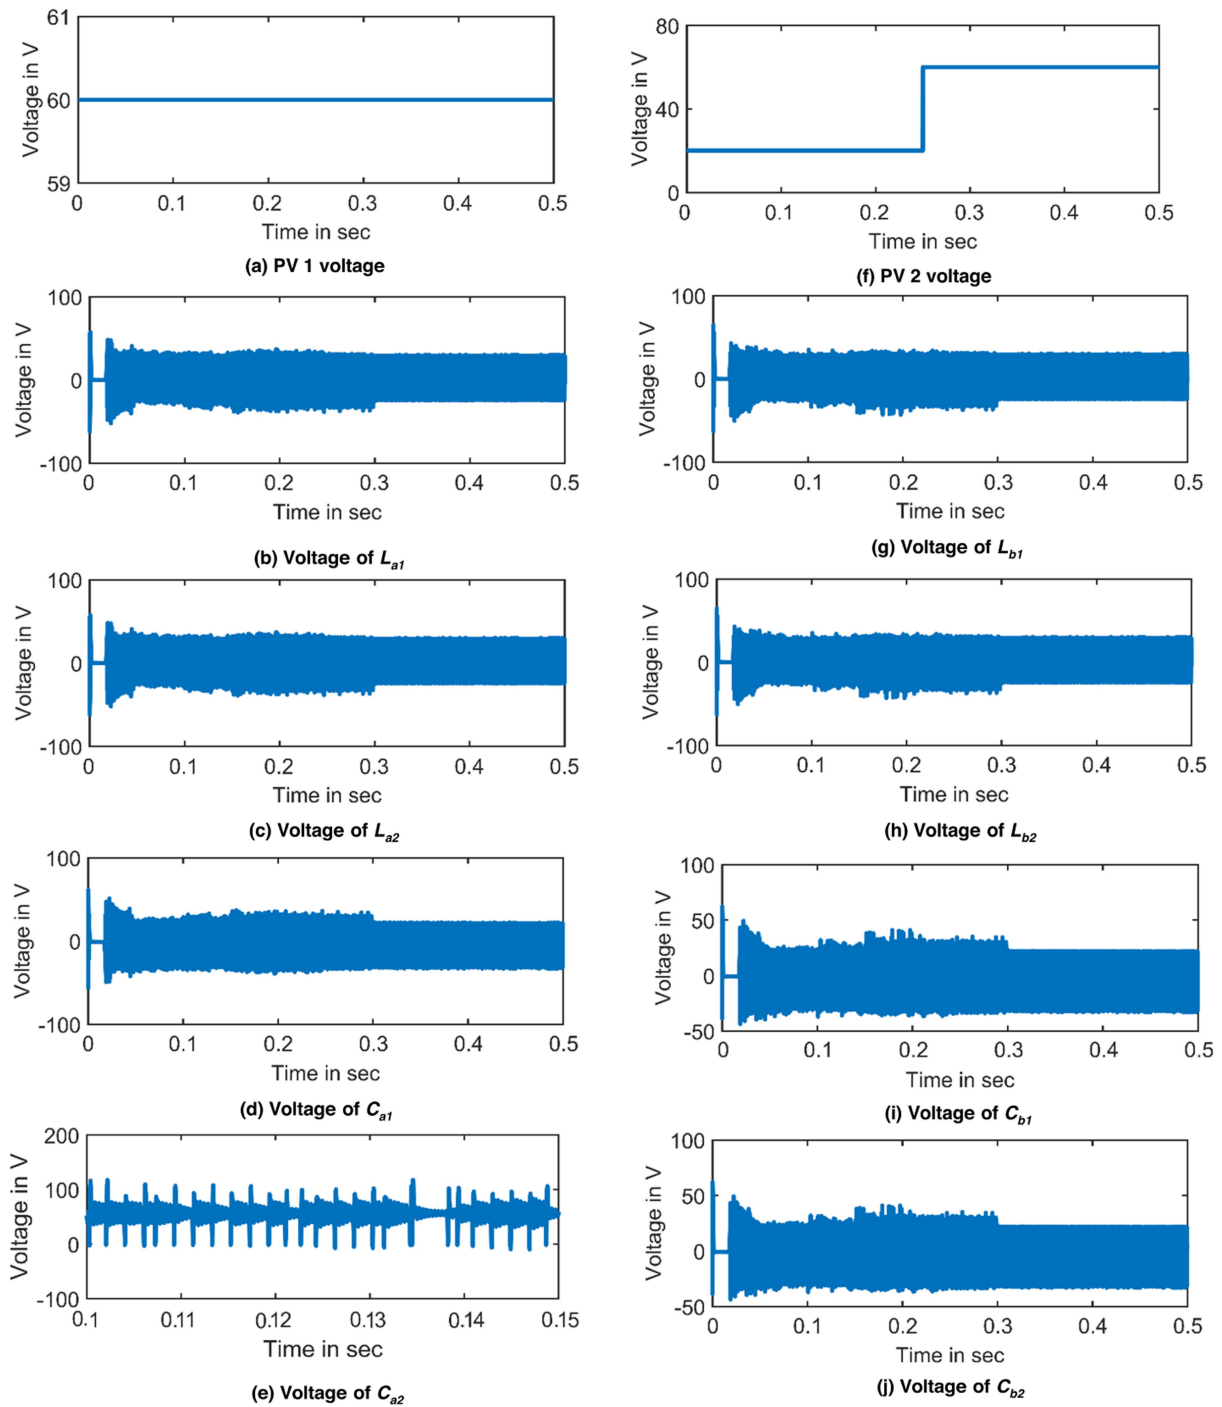 61
60
59
Voltage in V
0 0.1 0.2 0.3 0.4 0.5
Time in sec
(a) PV 1 voltage
80
40
0
Voltage in V
0 0.1 0.2 0.3 0.4 0.5
Time in sec
(f) PV 2 voltage
100
0
-100
Voltage in V
0 0.1 0.2 0.3 0.4 0.5
Time in sec
(b) Voltage of La1
100
0
-100
Voltage in V
0 0.1 0.2 0.3 0.4 0.5
Time in sec
(g) Voltage of Lb1
100
0
-100
Voltage in V
0 0.1 0.2 0.3 0.4 0.5
Time in sec
(c) Voltage of La2
100
0
-100
Voltage in V
0 0.1 0.2 0.3 0.4 0.5
Time in sec
(h) Voltage of Lb2
100
0
-100
Voltage in V
0 0.1 0.2 0.3 0.4 0.5
Time in sec
(d) Voltage of Ca1
100
50
0
-50
Voltage in V
0 0.1 0.2 0.3 0.4 0.5
Time in sec
(i) Voltage of Cb1
200
100
0
-100
Voltage in V
0.1 0.11 0.12 0.13 0.14 0.15
Time in sec
(e) Voltage of Ca2
100
50
0
-50
Voltage in V
0 0.1 0.2 0.3 0.4 0.5
Time in sec
(j) Voltage of Cb2